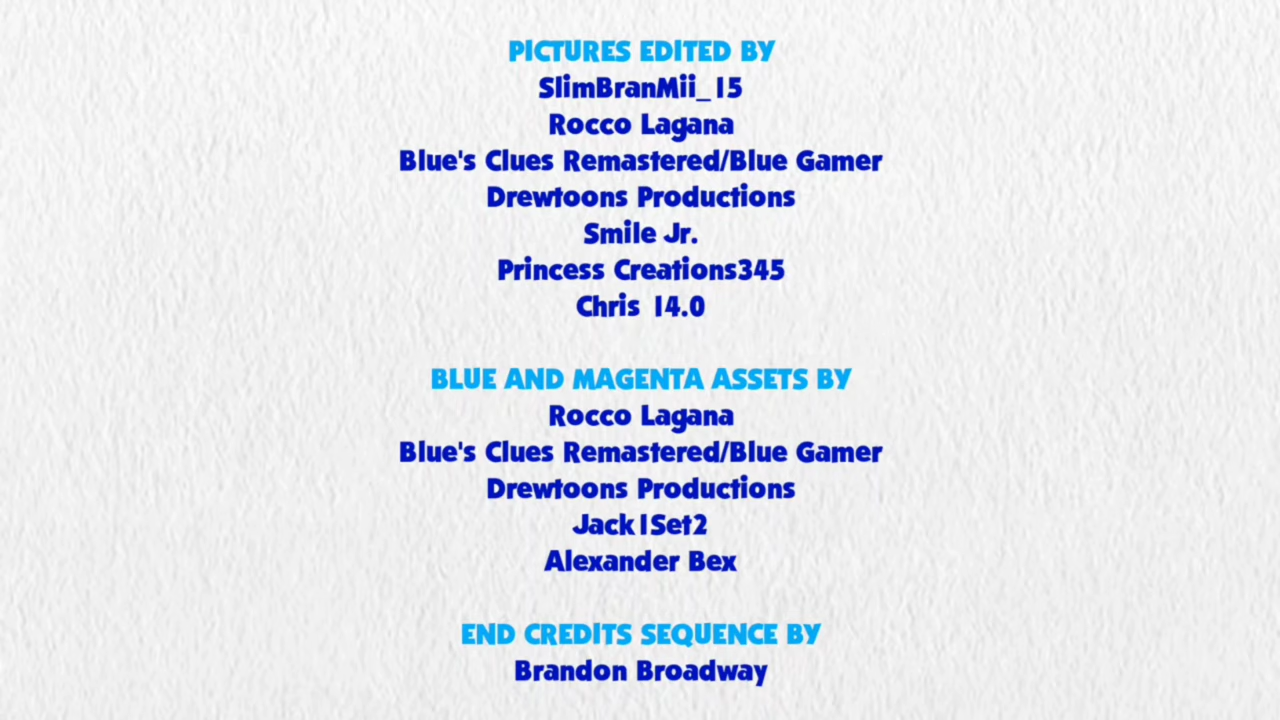 PICTURES EDITED BY
SlimBranMii_15
Rocco Lagana
Blue's Clues Remastered/Blue Gamer
Drewtoons Productions
Smile Jr.
Princess Creations345
Chris 14.0
BLUE AND MAGENTA ASSETS BY
Rocco Lagana
Blue's Clues Remastered/Blue Gamer
Drewtoons Productions
Jack1Set2
Alexander Bex
END CREDITS SEQUENCE BY
Brandon Broadway